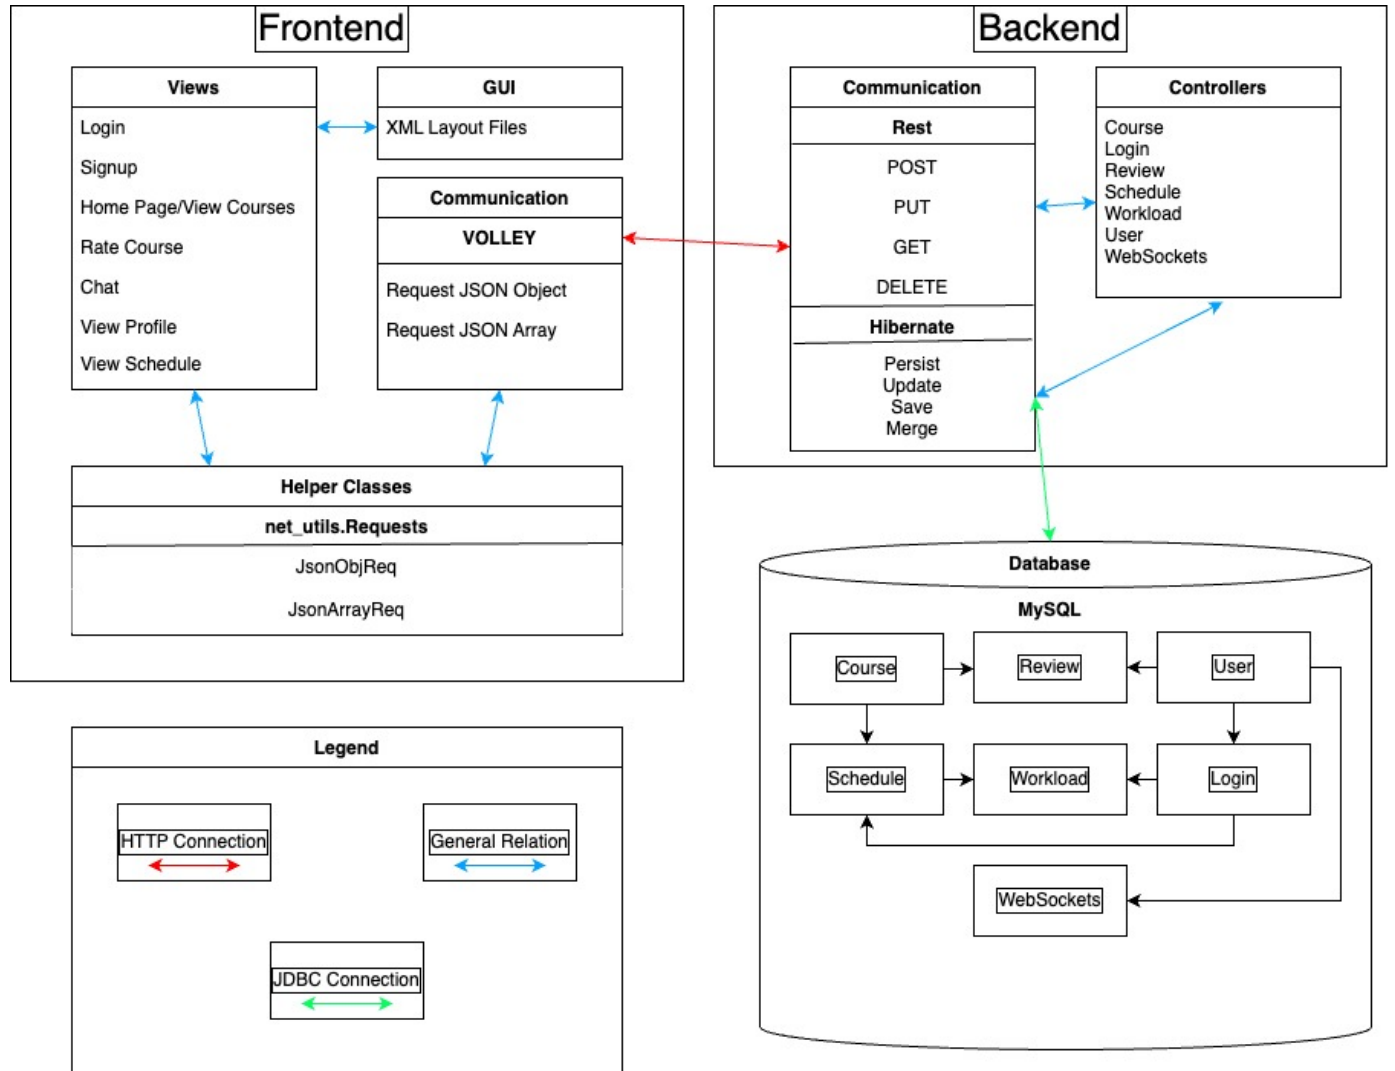 Frontend
Views
Login
Signup
Home Page/View Courses
Rate Course
Chat
View Profile
View Schedule
GUI
XML Layout Files
Communication
VOLLEY
Request JSON Object
Request JSON Array
Helper Classes
net_utils.Requests
JsonObjReq
JsonArrayReq
Backend
Communication
Rest
POST
PUT
GET
DELETE
Hibernate
Persist
Update
Save
Merge
Controllers
Course
Login
Review
Schedule
Workload
User
WebSockets
Database
MySQL
Course
Review
User
Schedule
Workload
Login
WebSockets
Legend
HTTP Connection
General Relation
JDBC Connection